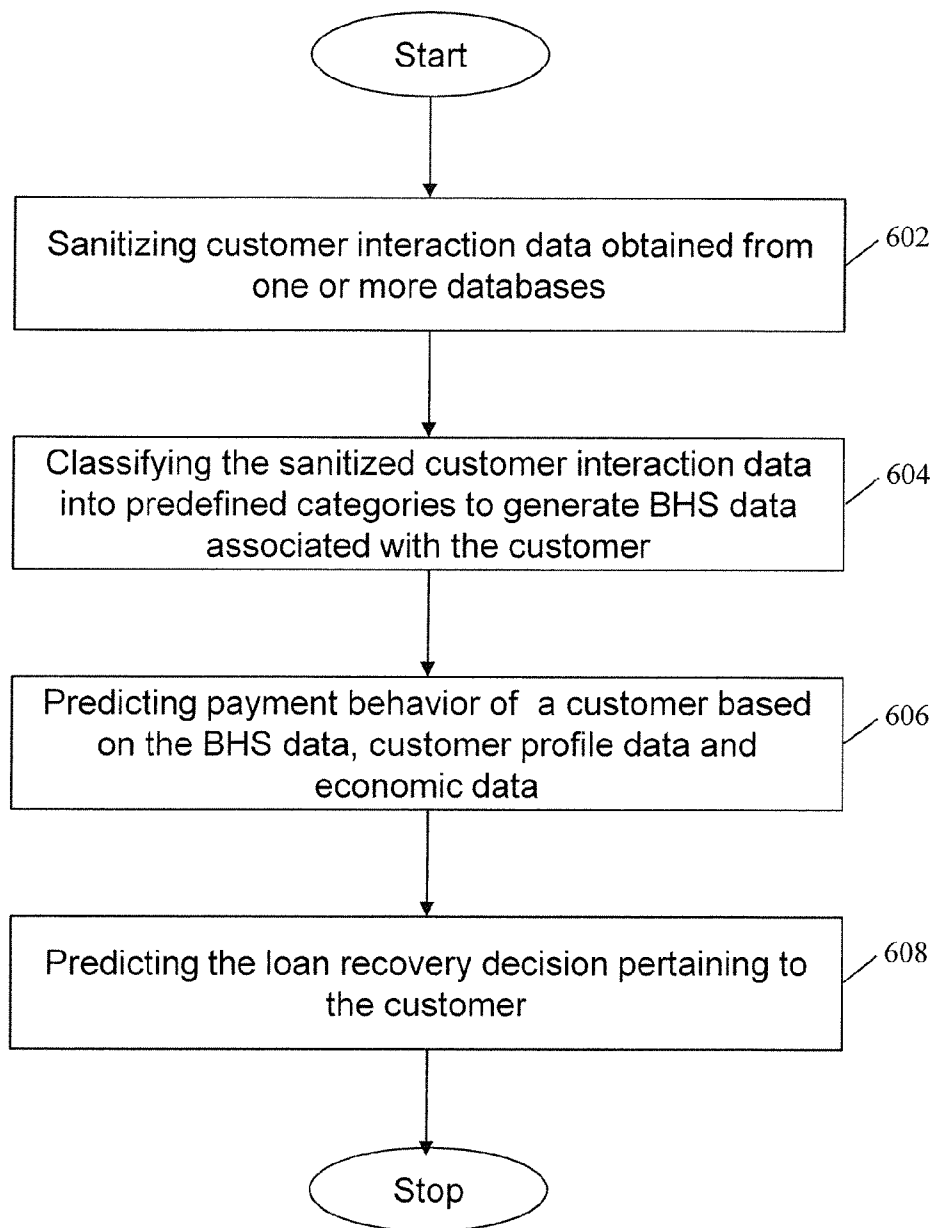 Start
Sanitizing customer interaction data obtained from
one or more databases
602
Classifying the sanitized customer interaction data
into predefined categories to generate BHS data
associated with the customer
604
Predicting payment behavior of a customer based
on the BHS data, customer profile data and
economic data
606
Predicting the loan recovery decision pertaining to
the customer
608
Stop